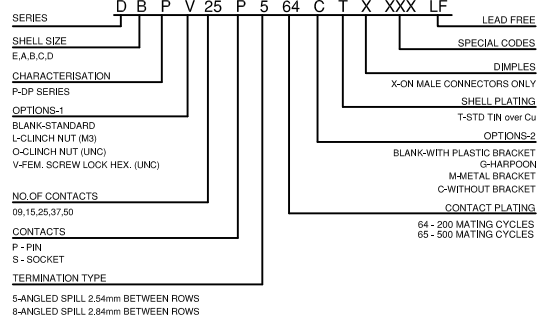 D B P V 25 P 5 64 C T X XXX LF
SERIES
SHELL SIZE
E,A,B,C,D
CHARACTERISATION
P-DP SERIES
OPTIONS-1
BLANK-STANDARD
L-CLINCH NUT (M3)
O-CLINCH NUT (UNC)
V-FEM. SCREW LOCK HEX. (UNC)
NO.OF CONTACTS
09,15,25,37,50
CONTACTS
P - PIN
S - SOCKET
TERMINATION TYPE
5-ANGLED SPILL 2.54mm BETWEEN ROWS
8-ANGLED SPILL 2.84mm BETWEEN ROWS
LEAD FREE
SPECIAL CODES
DIMPLES
X-ON MALE CONNECTORS ONLY
SHELL PLATING
T-STD TIN over Cu
OPTIONS-2
BLANK-WITH PLASTIC BRACKET
G-HARPOON
M-METAL BRACKET
C-WITHOUT BRACKET
CONTACT PLATING
64 - 200 MATING CYCLES
65 - 500 MATING CYCLES